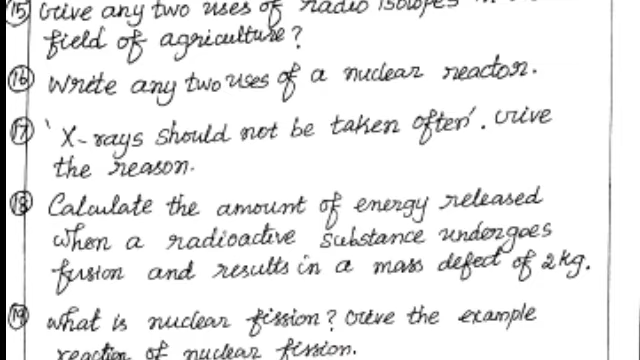 15) Give any two uses of radio isotopes in the
field of agriculture?
16) Write any two uses of a nuclear reactor.
17) 'X-rays should not be taken often'. Give
the reason.
18) Calculate the amount of energy released
when a radioactive substance undergoes
fusion and results in a mass defect of 2kg.
19) What is nuclear fission? Give the example
reaction of nuclear fission.